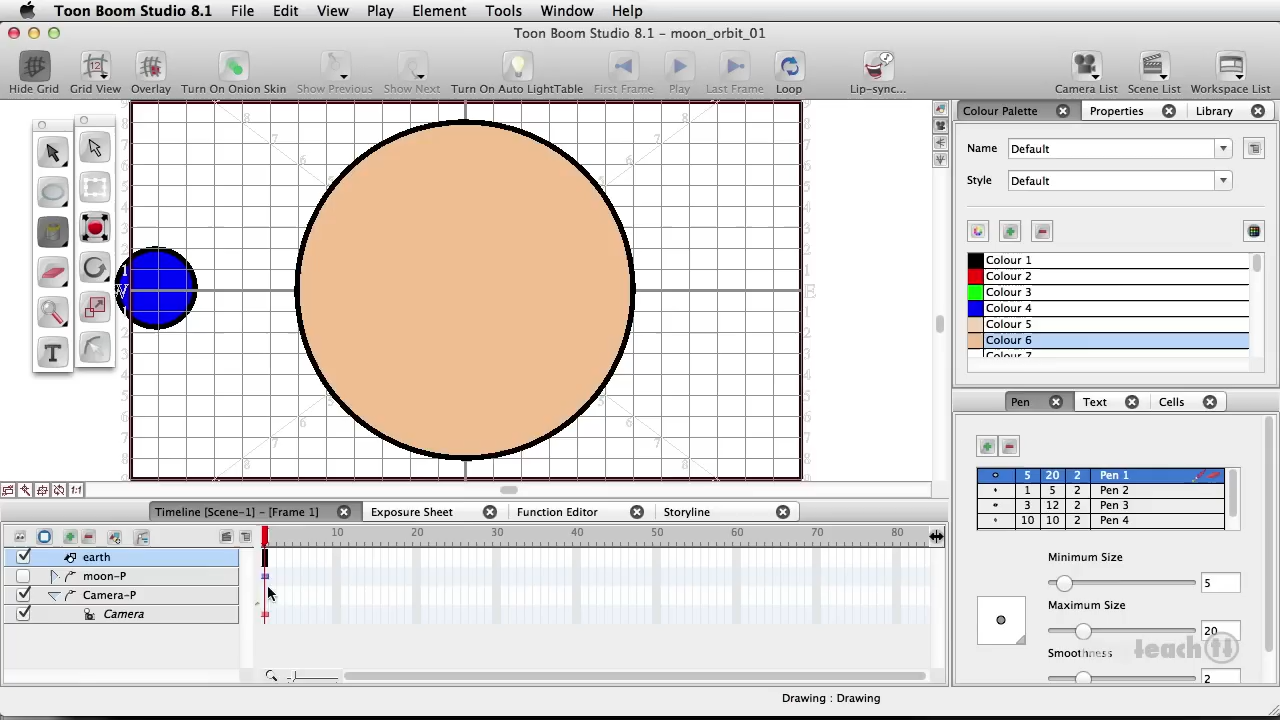 Toon Boom Studio 8.1 File Edit View Play Element Tools Window Help
Toon Boom Studio 8.1 - moon_orbit_01
Hide Grid Grid View Overlay Turn On Onion Skin Show Previous Show Next Turn On Auto LightTable First Frame Play Last Frame Loop Lip-sync... Camera List Scene List Workspace List
Colour Palette Properties Library
Name Default
Style Default
Colour 1
Colour 2
Colour 3
Colour 4
Colour 5
Colour 6
Colour 7
Pen Text Cells
5 20 2 Pen 1
1 5 2 Pen 2
3 12 2 Pen 3
10 10 2 Pen 4
Minimum Size
5
Maximum Size
20
Smoothness
2
teach
T
1:1
Timeline [Scene-1] - [Frame 1] Exposure Sheet Function Editor Storyline
10 20 30 40 50 60 70 80
earth
moon-P
Camera-P
Camera
Drawing : Drawing